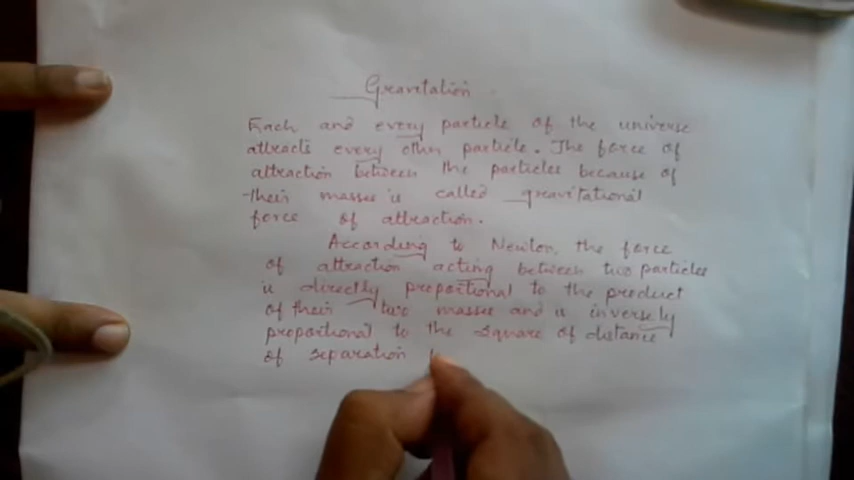 Gravitation
Each and every particle of the universe
attracts every other particle. The force of
attraction between the particles because of
their masses is called gravitational
force of attraction.
According to Newton, the force
of attraction acting between two particles
is directly proportional to the product
of their two masses and is inversely
proportional to the square of distance
of separation